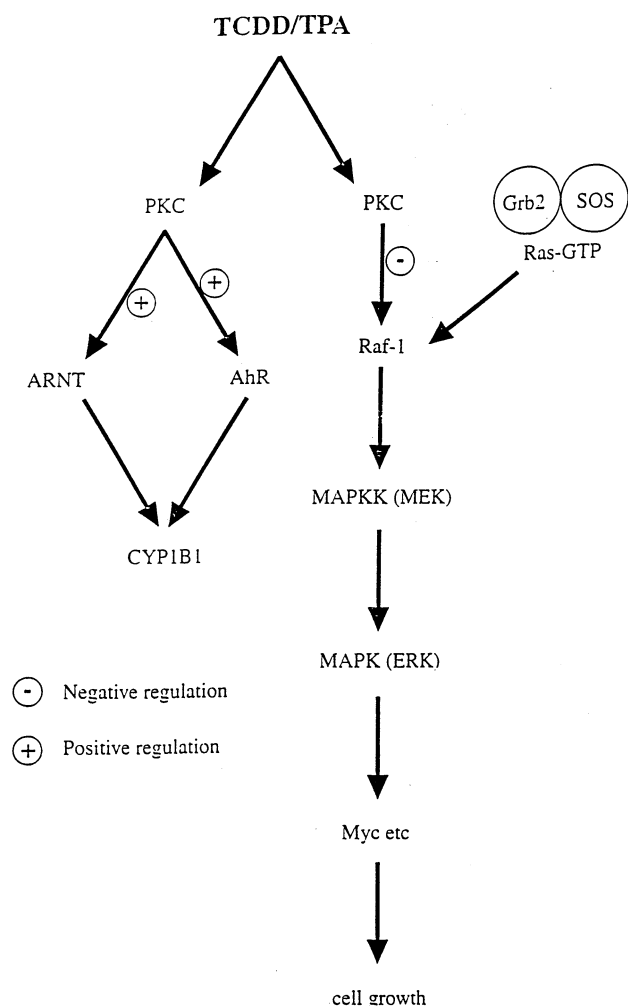 TCDD/TPA
PKC
PKC
Grb2
SOS
Ras-GTP
-
+
+
Raf-1
ARNT
AhR
MAPKK (MEK)
CYP1B1
MAPK (ERK)
- Negative regulation
+ Positive regulation
Myc etc
cell growth